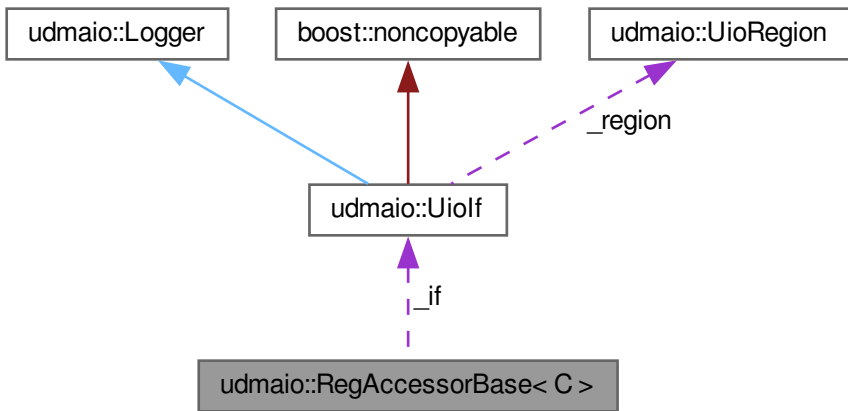 udmaio::Logger
boost::noncopyable
udmaio::UioRegion
_region
udmaio::UioIf
_if
udmaio::RegAccessorBase< C >